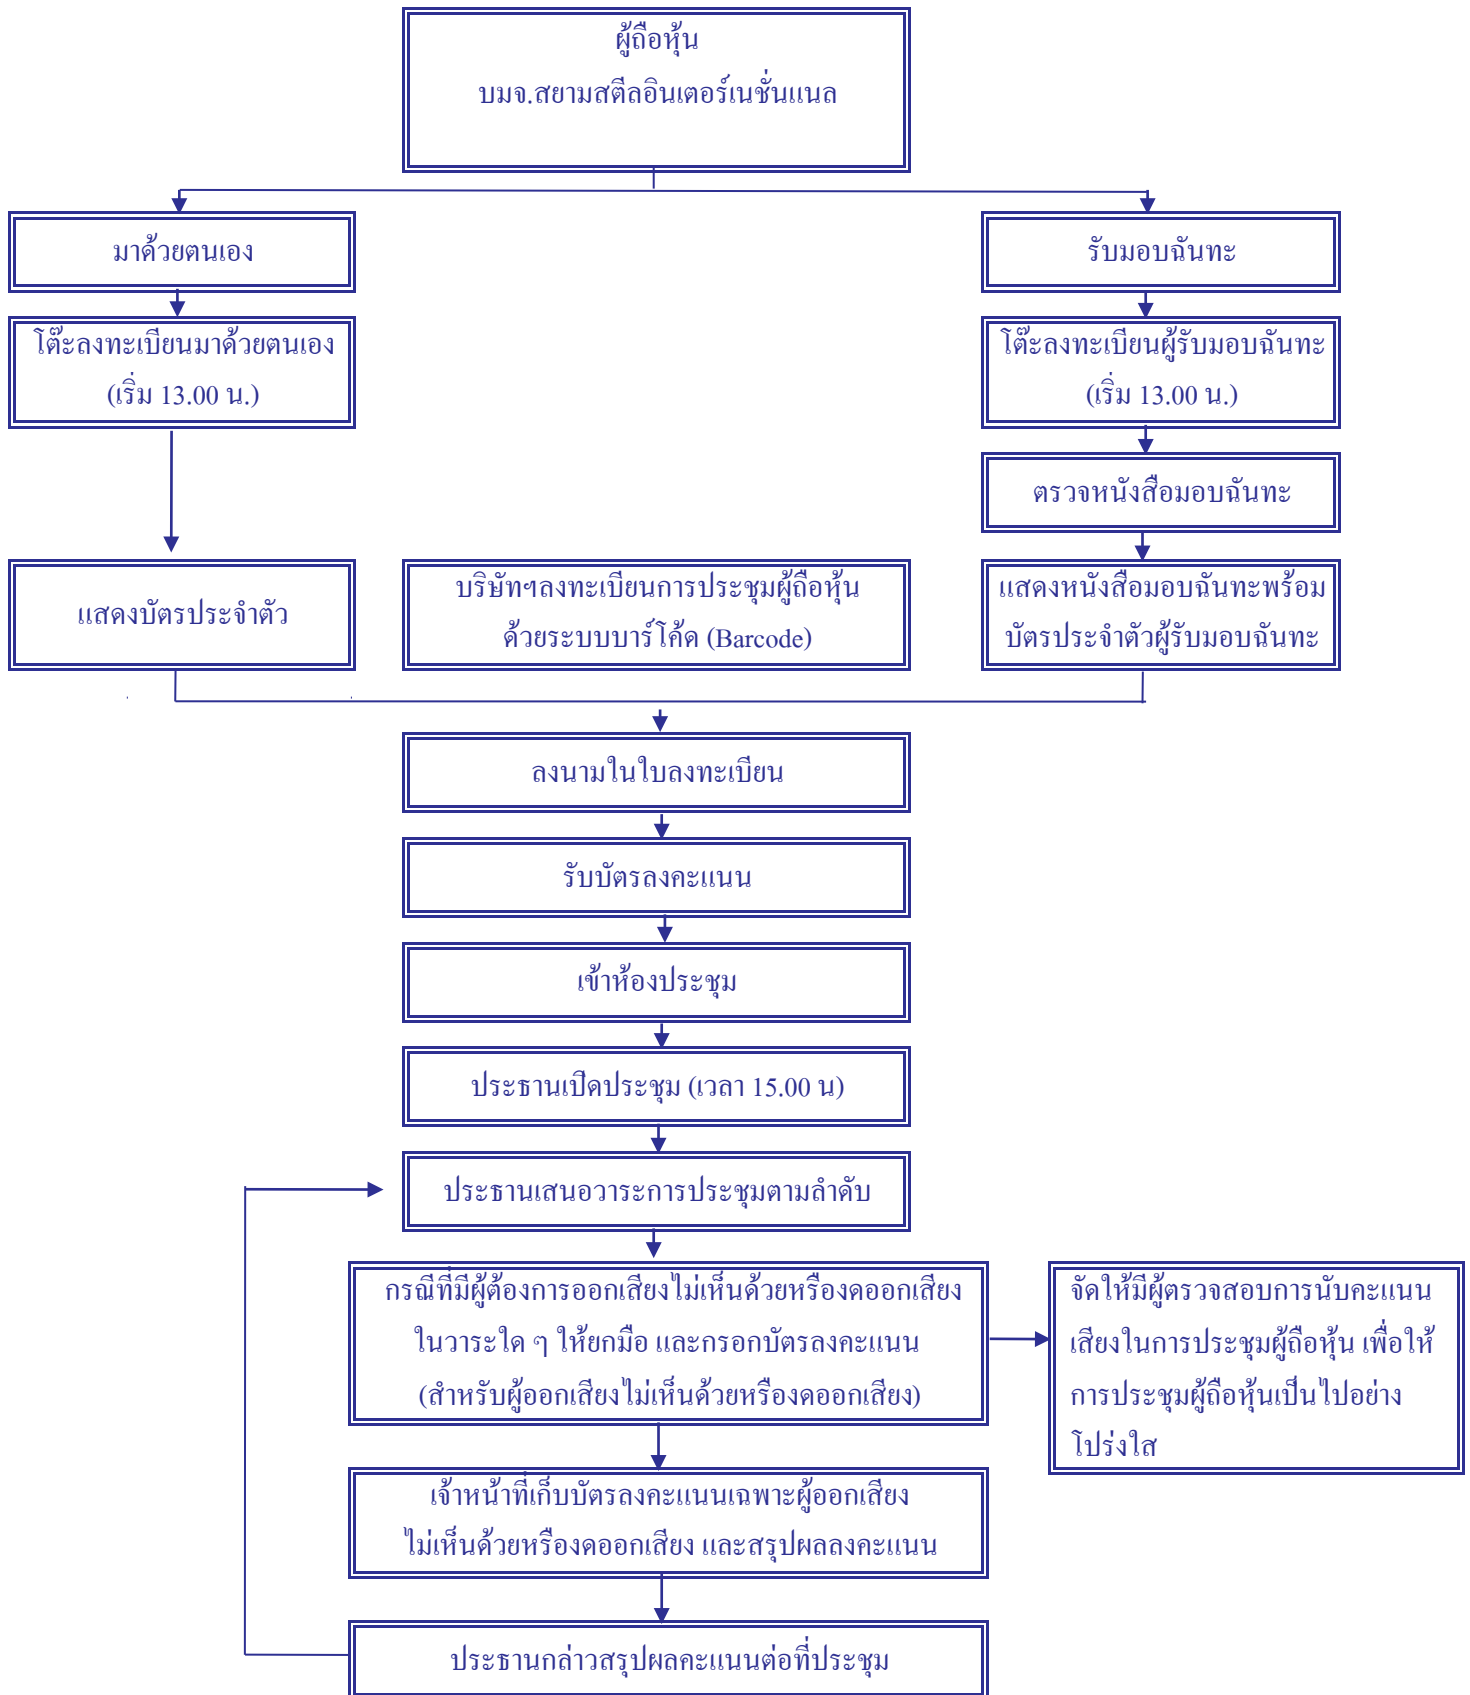 ผู้ถือหุ้น
บมจ.สยามสตีลอินเตอร์เนชั่นแนล
มาด้วยตนเอง
รับมอบฉันทะ
โต๊ะลงทะเบียนมาด้วยตนเอง
(เริ่ม 13.00 น.)
โต๊ะลงทะเบียนผู้รับมอบฉันทะ
(เริ่ม 13.00 น.)
ตรวจหนังสือมอบฉันทะ
แสดงบัตรประจำตัว
บริษัทฯลงทะเบียนการประชุมผู้ถือหุ้น
ด้วยระบบบาร์โค้ด (Barcode)
แสดงหนังสือมอบฉันทะพร้อม
บัตรประจำตัวผู้รับมอบฉันทะ
ลงนามในใบลงทะเบียน
รับบัตรลงคะแนน
เข้าห้องประชุม
ประธานเปิดประชุม (เวลา 15.00 น)
ประธานเสนอวาระการประชุมตามลำดับ
กรณีที่มีผู้ต้องการออกเสียงไม่เห็นด้วยหรืองดออกเสียง
ในวาระใด ๆ ให้ยกมือ และกรอกบัตรลงคะแนน
(สำหรับผู้ออกเสียงไม่เห็นด้วยหรืองดออกเสียง)
จัดให้มีผู้ตรวจสอบการนับคะแนน
เสียงในการประชุมผู้ถือหุ้น เพื่อให้
การประชุมผู้ถือหุ้นเป็นไปอย่าง
โปร่งใส
เจ้าหน้าที่เก็บบัตรลงคะแนนเฉพาะผู้ออกเสียง
ไม่เห็นด้วยหรืองดออกเสียง และสรุปผลลงคะแนน
ประธานกล่าวสรุปผลคะแนนต่อที่ประชุม